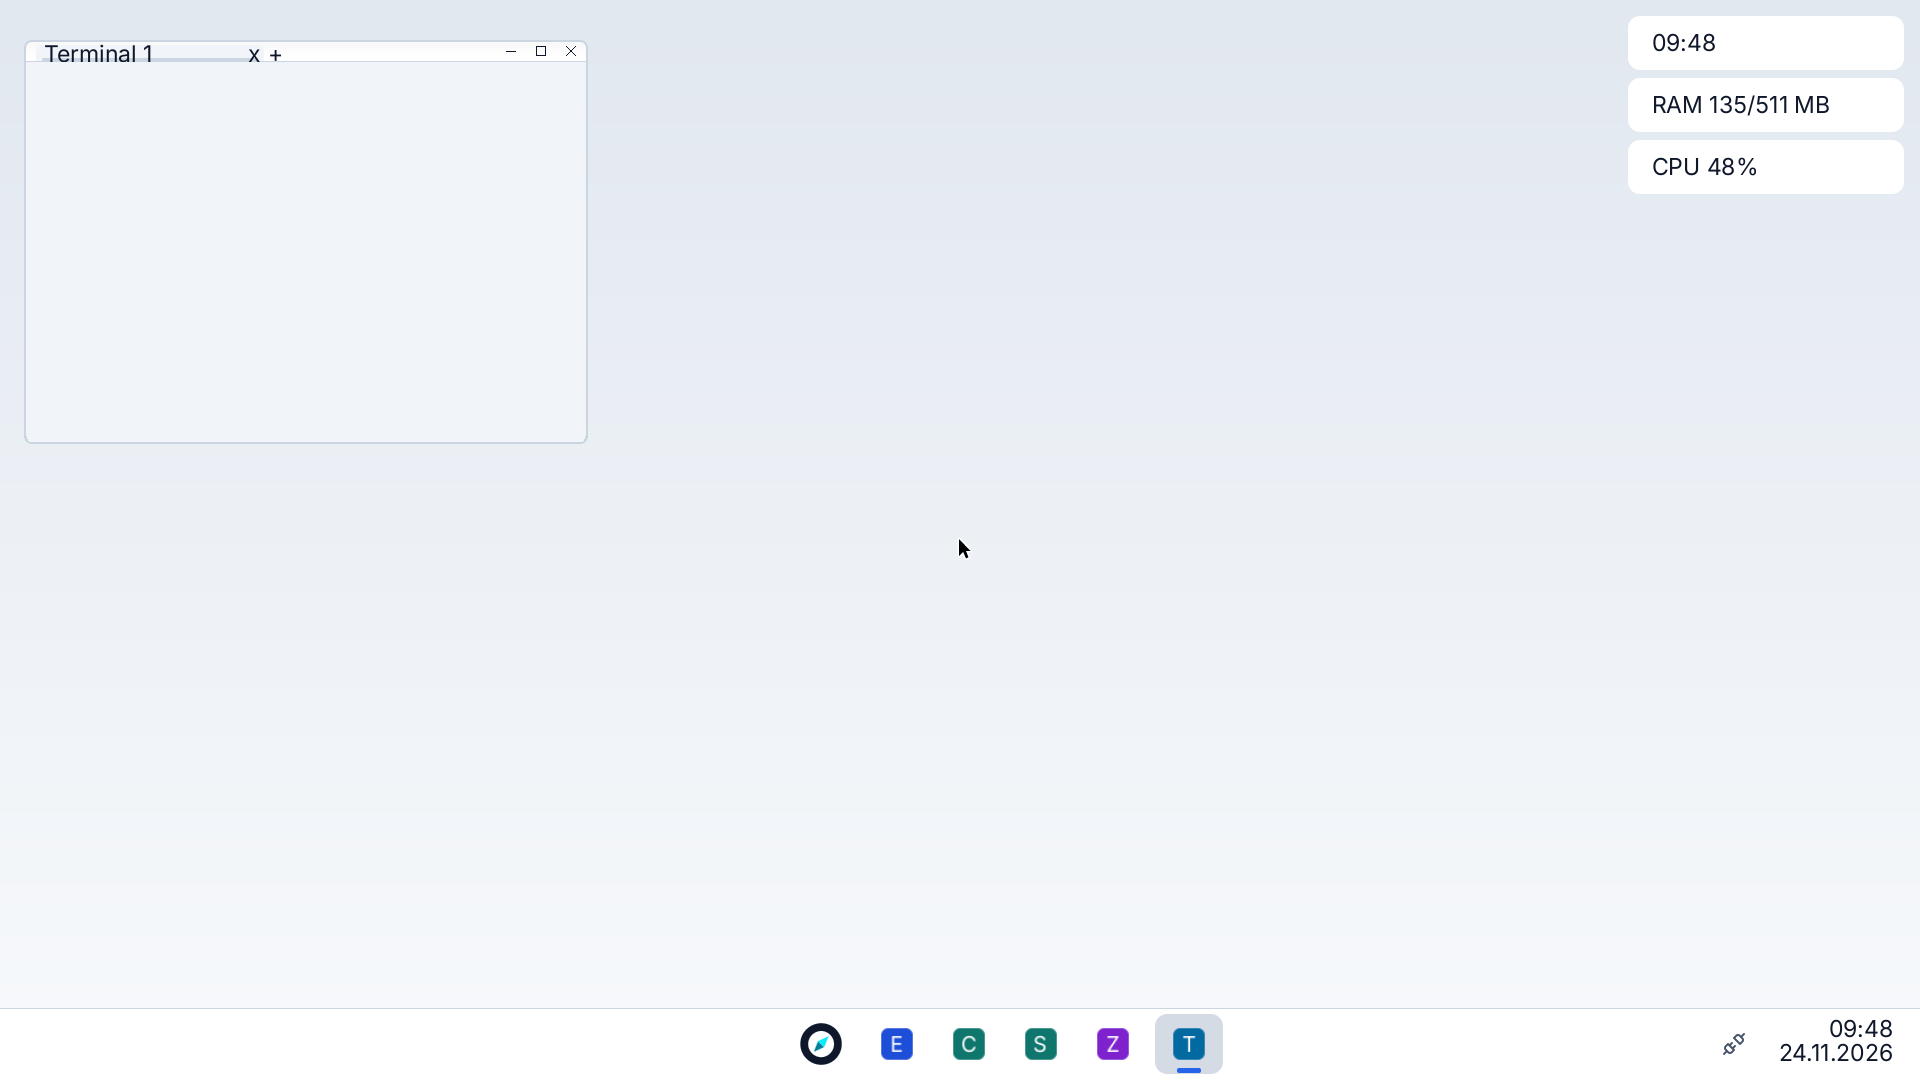 Terminal 1 x +
09:48
RAM 135/511 MB
CPU 48%
E C S Z T
09:48
24.11.2026